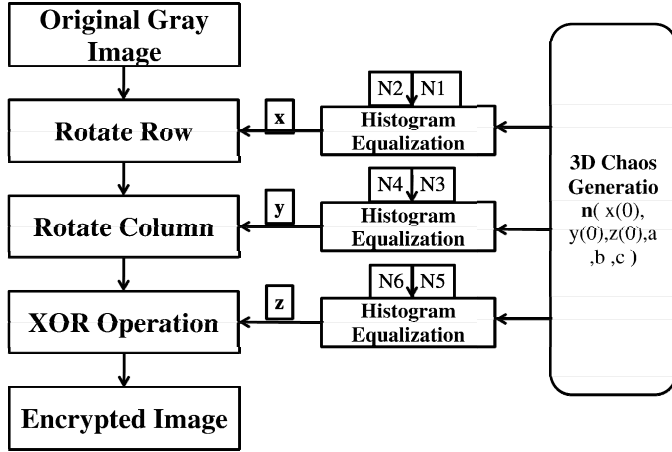 Original Gray
Image
Rotate Row
Rotate Column
XOR Operation
Encrypted Image
x
y
z
N2 N1
Histogram
Equalization
N4 N3
Histogram
Equalization
N6 N5
Histogram
Equalization
3D Chaos
Generatio
n( x(0),
y(0),z(0),a
,b ,c )